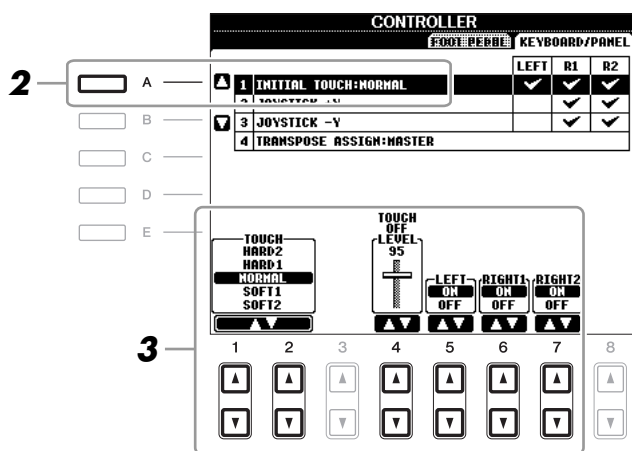 CONTROLLER
FOOT PEDAL KEYBOARD/PANEL
LEFT R1 R2
2 A 1 INITIAL TOUCH:NORMAL
B 2 JOYSTICK +Y
3 JOYSTICK -Y
C 4 TRANSPOSE ASSIGN:MASTER
D
E
TOUCH
HARD2
HARD1
NORMAL
SOFT1
SOFT2
TOUCH
OFF
LEVEL
95
LEFT
ON
OFF
RIGHT1
ON
OFF
RIGHT2
ON
OFF
3 1 2 3 4 5 6 7 8